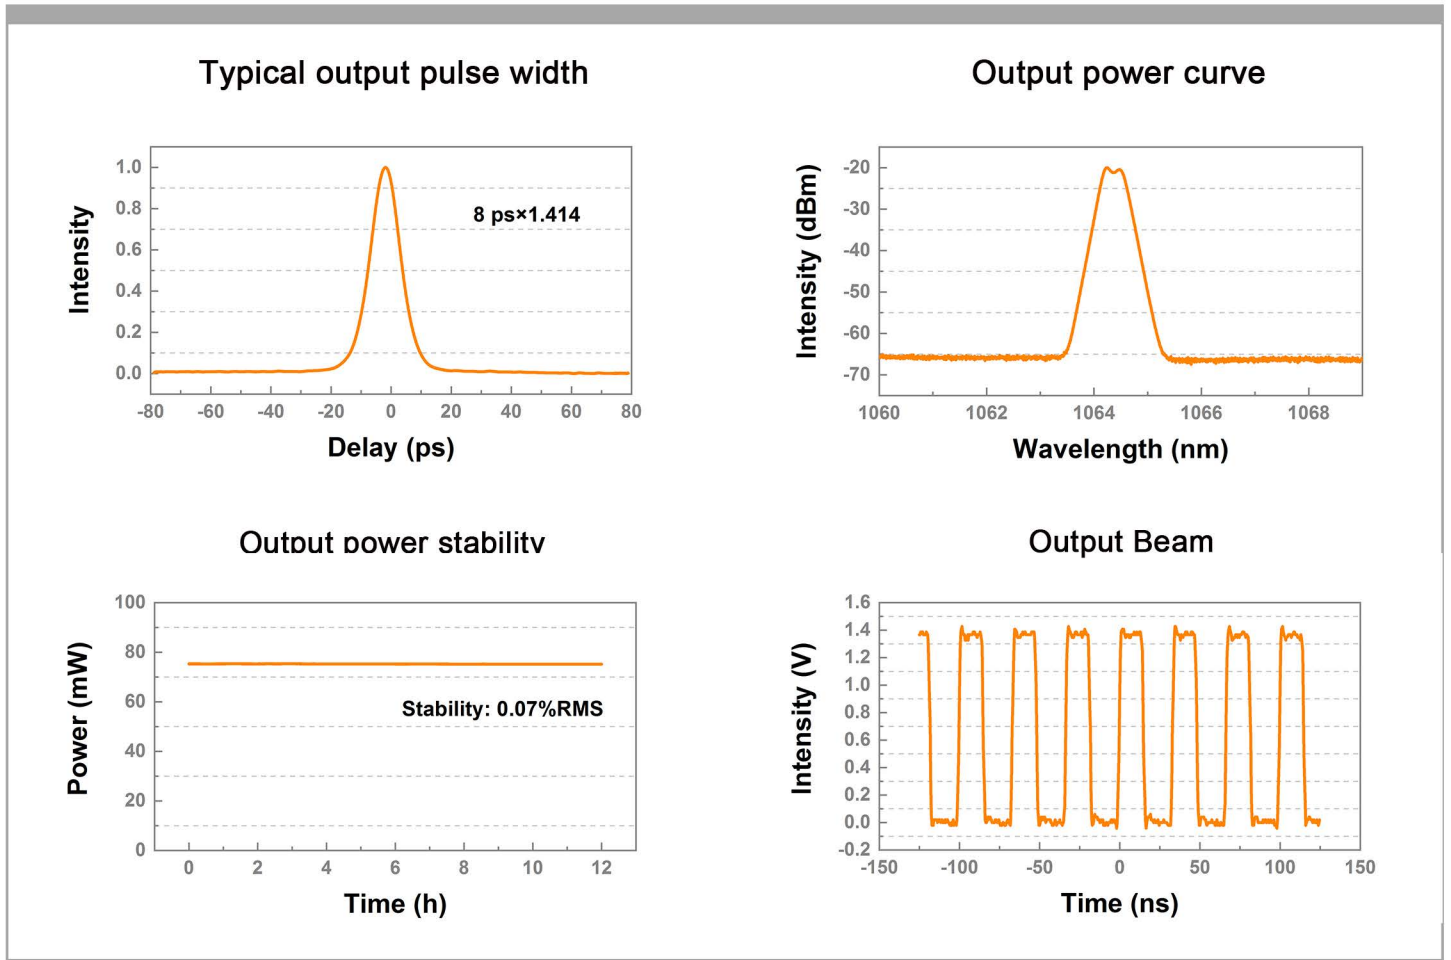 Typical output pulse width
Output power curve
Intensity
1.0
0.8
0.6
0.4
0.2
0.0
8 ps×1.414
-80 -60 -40 -20 0 20 40 60 80
Delay (ps)
Intensity (dBm)
-20
-30
-40
-50
-60
-70
1060 1062 1064 1066 1068
Wavelength (nm)
Output power stability
Output Beam
Power (mW)
100
80
60
40
20
0
Stability: 0.07%RMS
0 2 4 6 8 10 12
Time (h)
Intensity (V)
1.6
1.4
1.2
1.0
0.8
0.6
0.4
0.2
0.0
-0.2
-150 -100 -50 0 50 100 150
Time (ns)